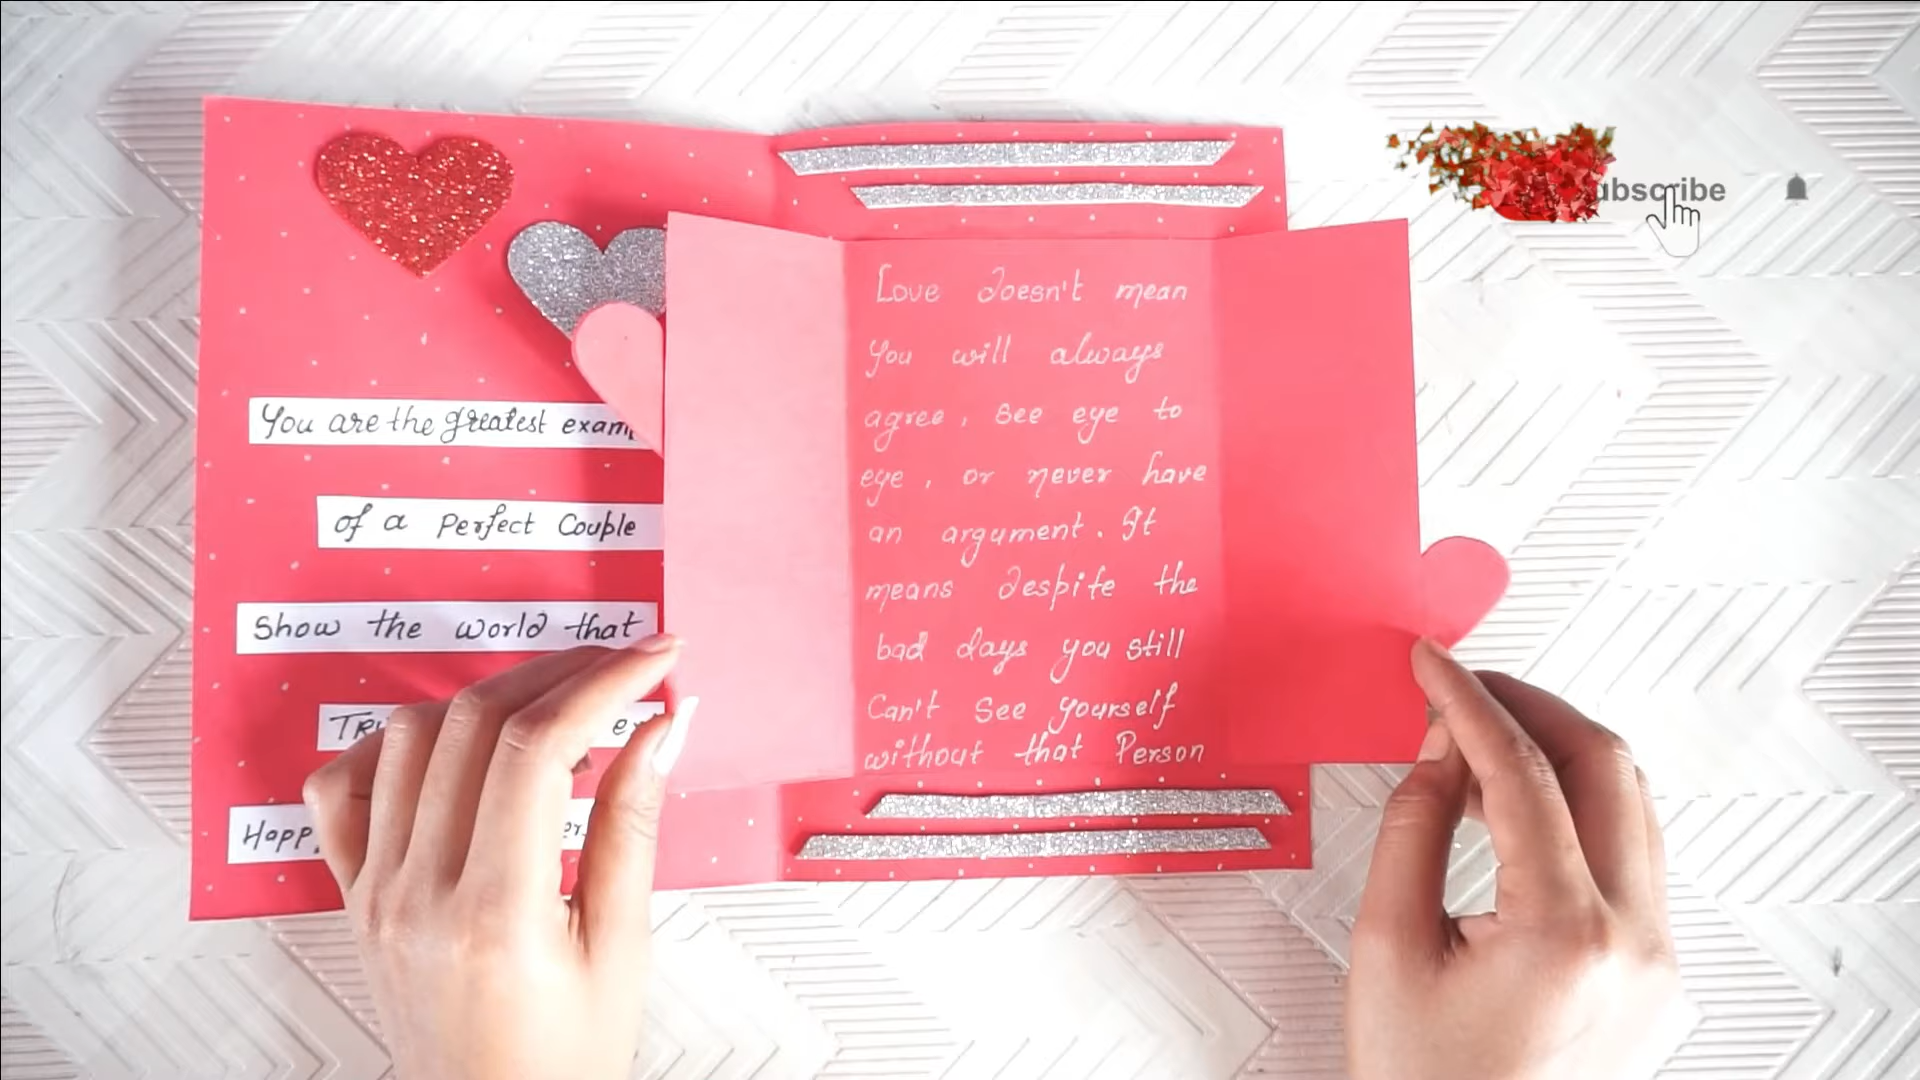 You are the greatest
of a Perfect Couple
Show the world that
Love doesn't mean
You will always
agree, see eye to
eye, or never have
an argument. It
means despite the
bad days you still
Can't see yourself
without that Person